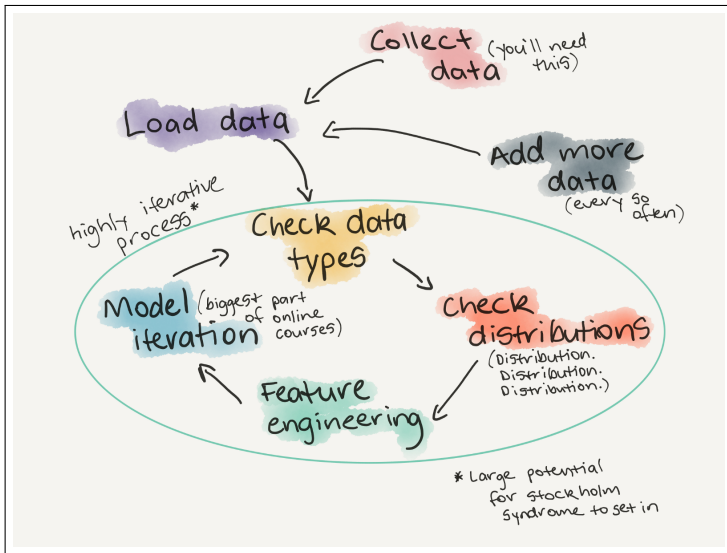 Collect
data
(you'll need
this)
Load data
Add more
data
(every so
often)
highly iterative
process*
Check data
types
Model
iteration
(biggest part
of online
courses)
Check
distributions
(Distribution.
Distribution.
Distribution.)
Feature
engineering
* Large potential
for stockholm
syndrome to set in